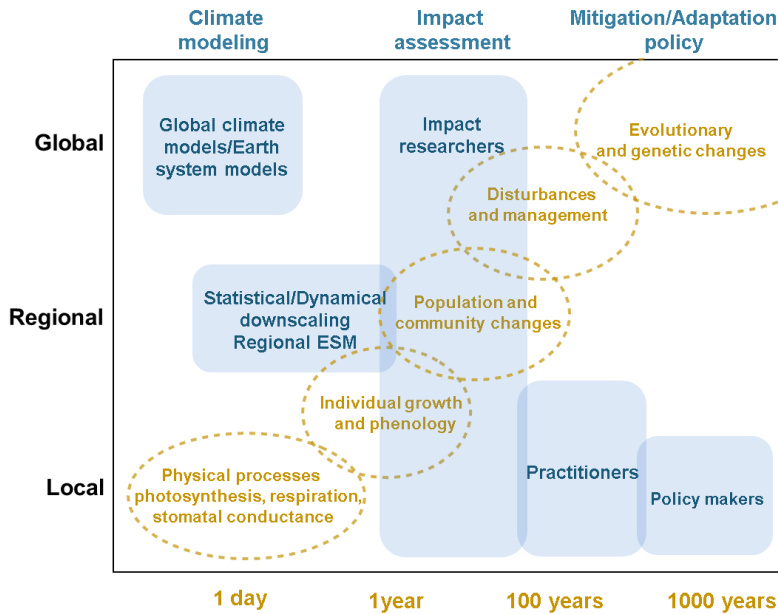 Climate
modeling
Impact
assessment
Mitigation/Adaptation
policy
Global
Global climate
models/Earth
system models
Impact
researchers
Evolutionary
and genetic changes
Disturbances
and management
Regional
Statistical/Dynamical
downscaling
Regional ESM
Population and
community changes
Individual growth
and phenology
Local
Physical processes
photosynthesis, respiration,
stomatal conductance
Practitioners
Policy makers
1 day
1year
100 years
1000 years